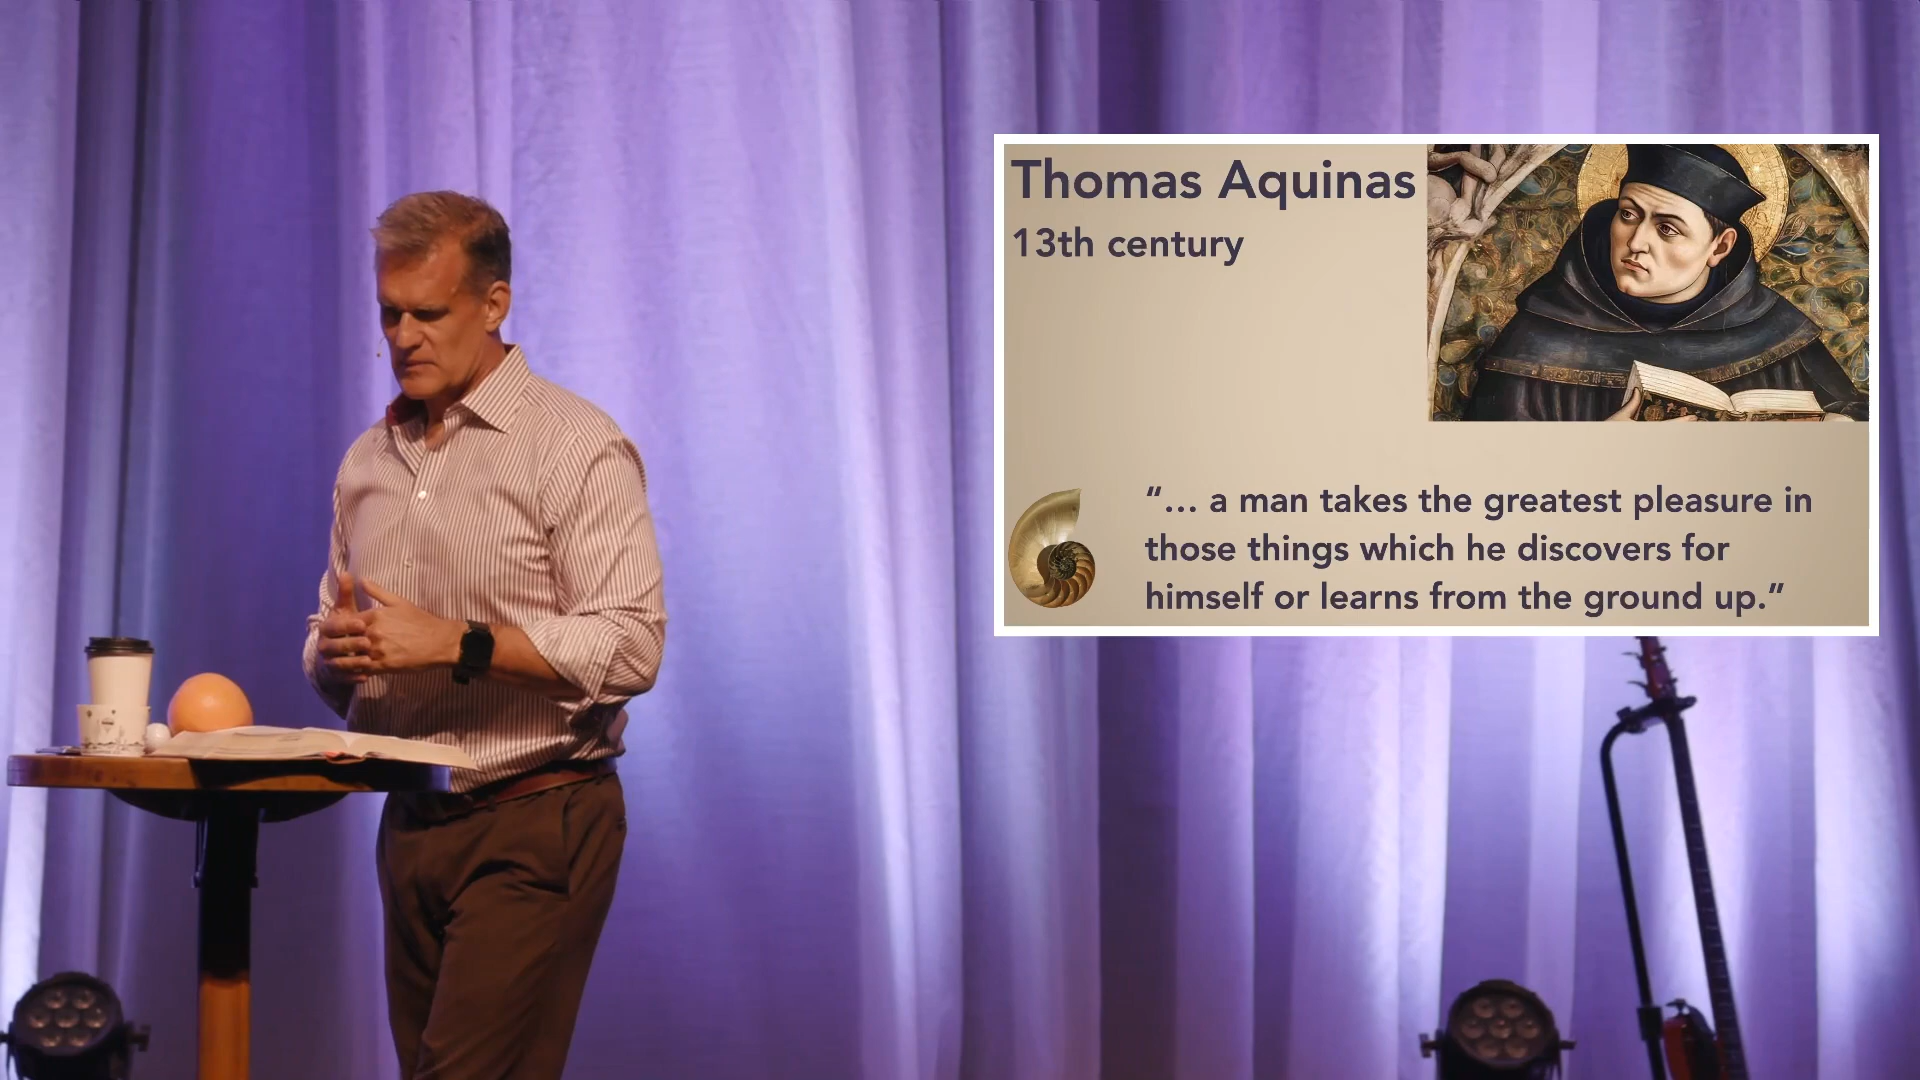 Thomas Aquinas
13th century
“… a man takes the greatest pleasure in
those things which he discovers for
himself or learns from the ground up.”